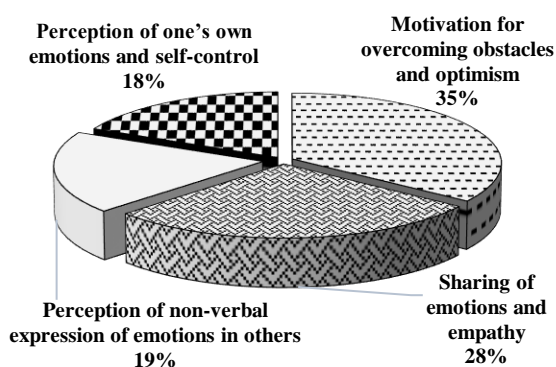 Perception of one’s own
emotions and self-control
18%
Motivation for
overcoming obstacles
and optimism
35%
Perception of non-verbal
expression of emotions in others
19%
Sharing of
emotions and
empathy
28%